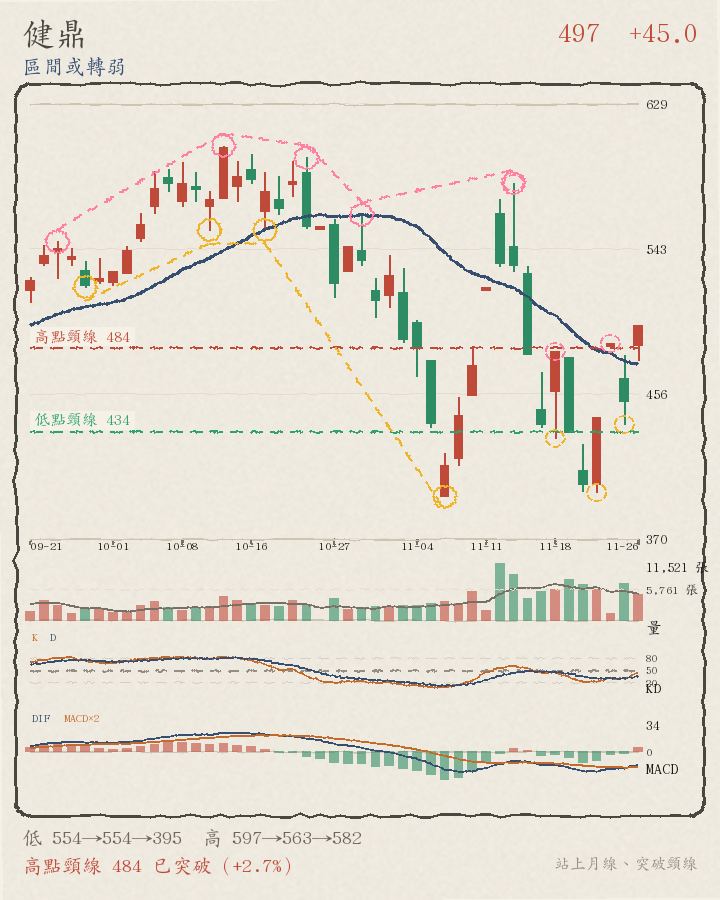 健鼎
497 +45.0
區間或轉弱
629
543
高點頸線 484
456
低點頸線 434
370
09-21 10-01 10-08 10-16 10-27 11-04 11-11 11-18 11-26
11,521 張
5,761 張
量
K D
80
50
20
KD
DIF MACD×2
34
0
MACD
低 554→554→395 高 597→563→582
高點頸線 484 已突破 (+2.7%)
站上月線、突破頸線